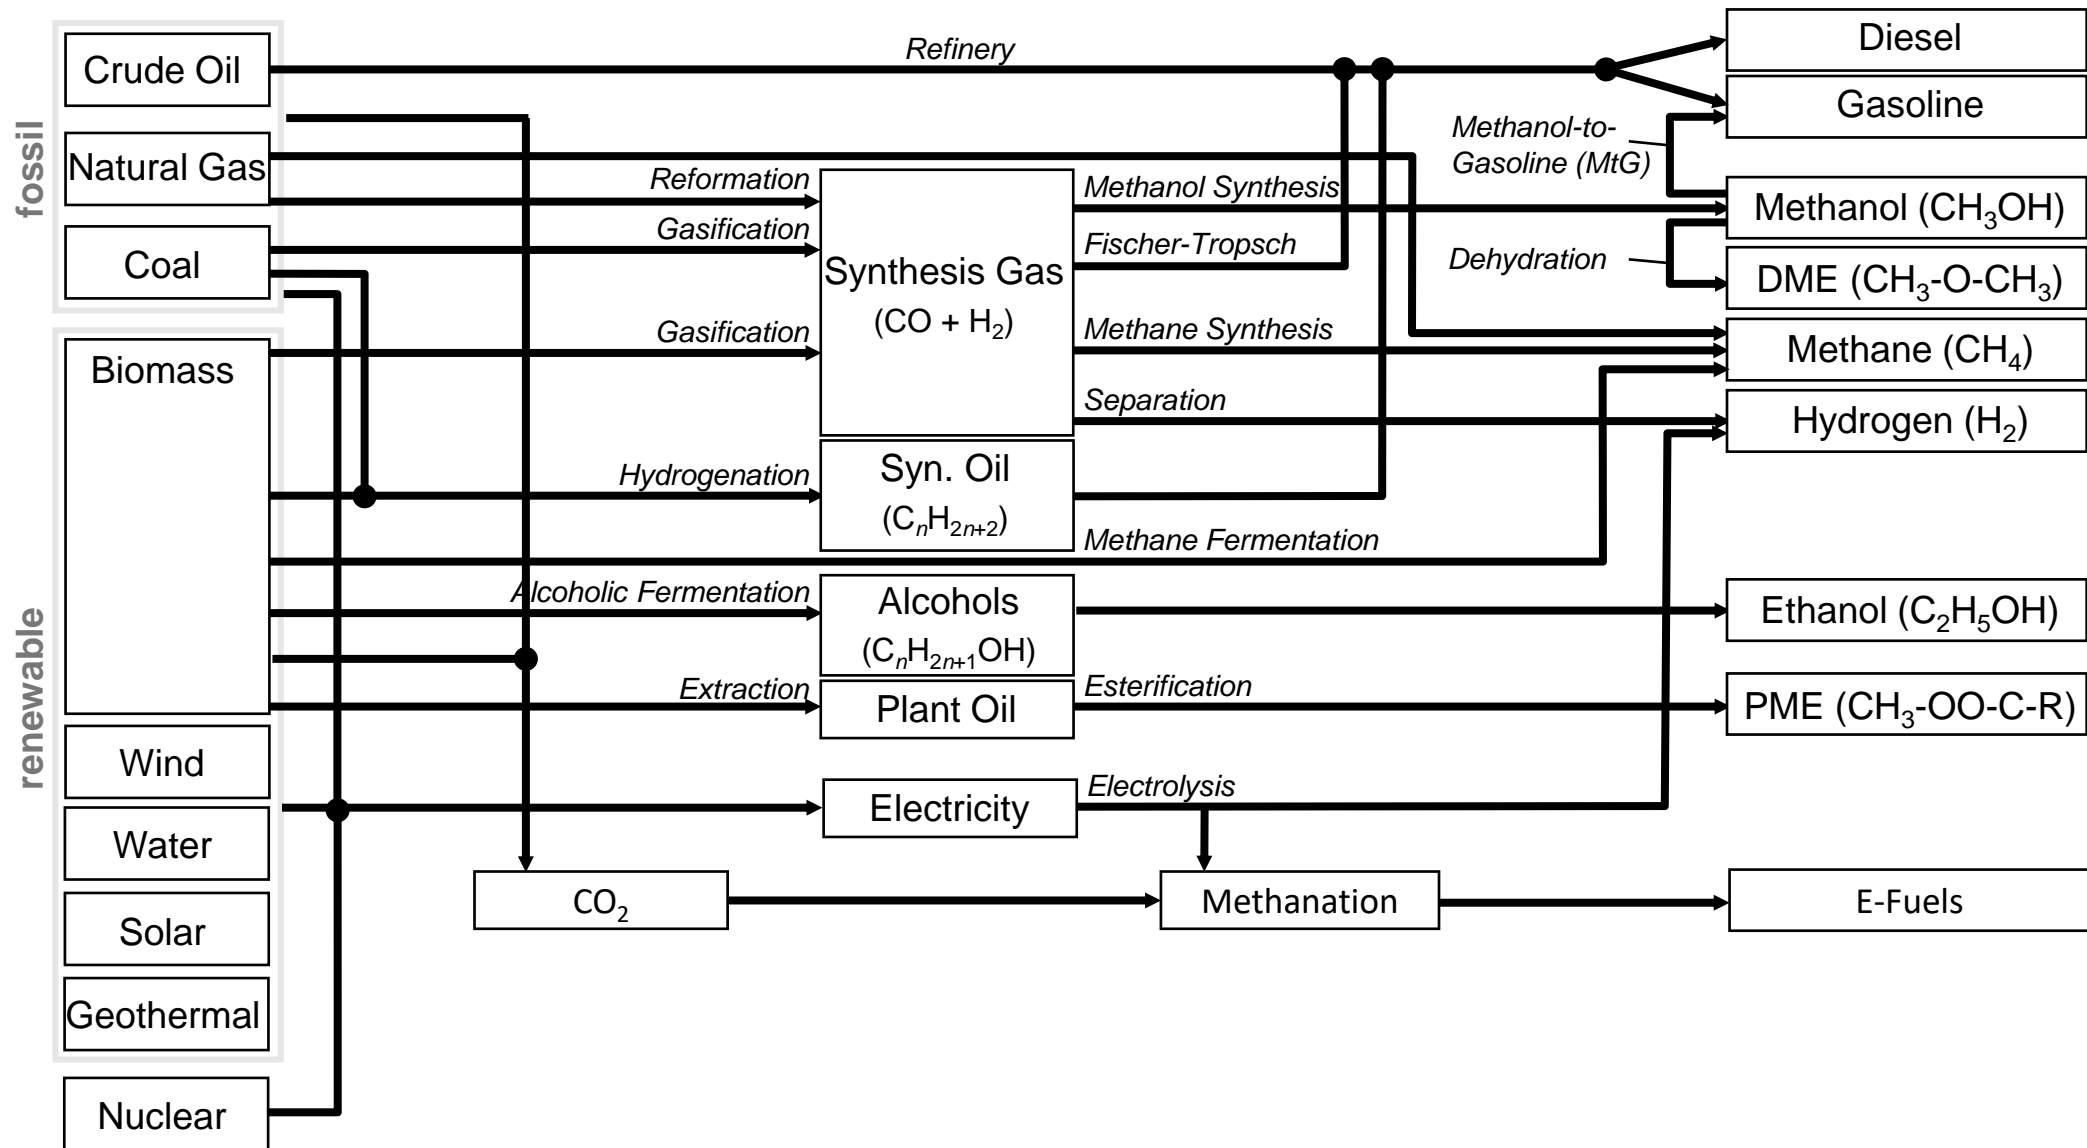 fossil
renewable
Crude Oil
Natural Gas
Coal
Biomass
Wind
Water
Solar
Geothermal
Nuclear
Refinery
Reformation
Gasification
Gasification
Hydrogenation
Alcoholic Fermentation
Extraction
Synthesis Gas
(CO + H₂)
Syn. Oil
(CₙH₂ₙ₊₂)
Alcohols
(CₙH₂ₙ₊₁OH)
Plant Oil
Electricity
CO₂
Methanol Synthesis
Fischer-Tropsch
Methane Synthesis
Separation
Methane Fermentation
Esterification
Electrolysis
Methanation
Methanol-to-
Gasoline (MtG)
Dehydration
Diesel
Gasoline
Methanol (CH₃OH)
DME (CH₃-O-CH₃)
Methane (CH₄)
Hydrogen (H₂)
Ethanol (C₂H₅OH)
PME (CH₃-OO-C-R)
E-Fuels